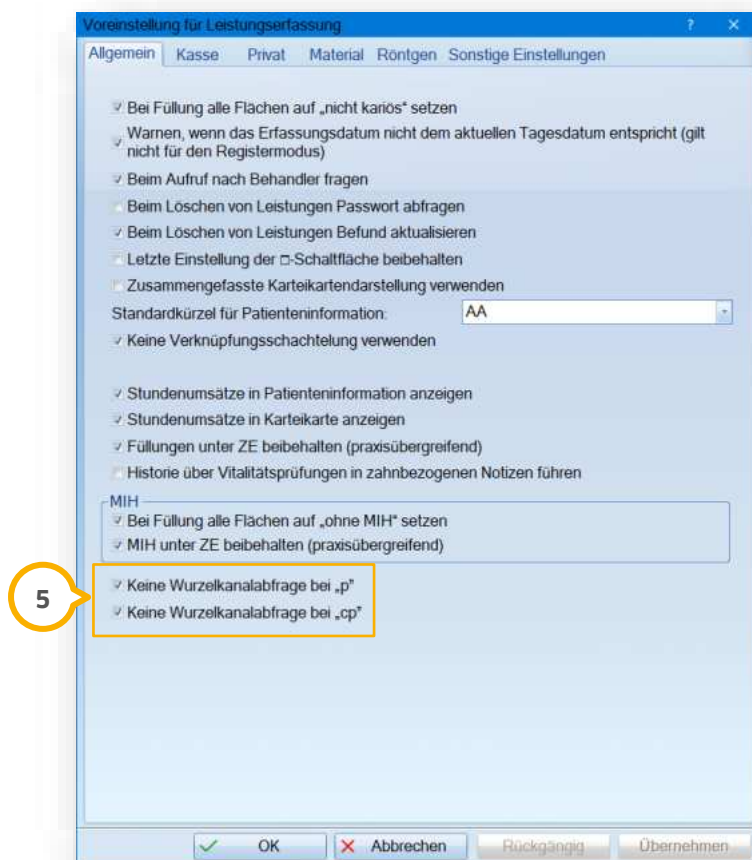 Voreinstellung für Leistungserfassung ? ×
Allgemein Kasse Privat Material Röntgen Sonstige Einstellungen
Bei Füllung alle Flächen auf „nicht kariös" setzen
Warnen, wenn das Erfassungsdatum nicht dem aktuellen Tagesdatum entspricht (gilt
nicht für den Registermodus)
Beim Aufruf nach Behandler fragen
Beim Löschen von Leistungen Passwort abfragen
Beim Löschen von Leistungen Befund aktualisieren
Letzte Einstellung der □-Schaltfläche beibehalten
Zusammengefasste Karteikartendarstellung verwenden
Standardkürzel für Patienteninformation: AA
Keine Verknüpfungsschachtelung verwenden
Stundenumsätze in Patienteninformation anzeigen
Stundenumsätze in Karteikarte anzeigen
Füllungen unter ZE beibehalten (praxisübergreifend)
Historie über Vitalitätsprüfungen in zahnbezogenen Notizen führen
MIH
Bei Füllung alle Flächen auf „ohne MIH" setzen
MIH unter ZE beibehalten (praxisübergreifend)
Keine Wurzelkanalabfrage bei „p"
5
Keine Wurzelkanalabfrage bei „cp"
OK Abbrechen Rückgängig Übernehmen